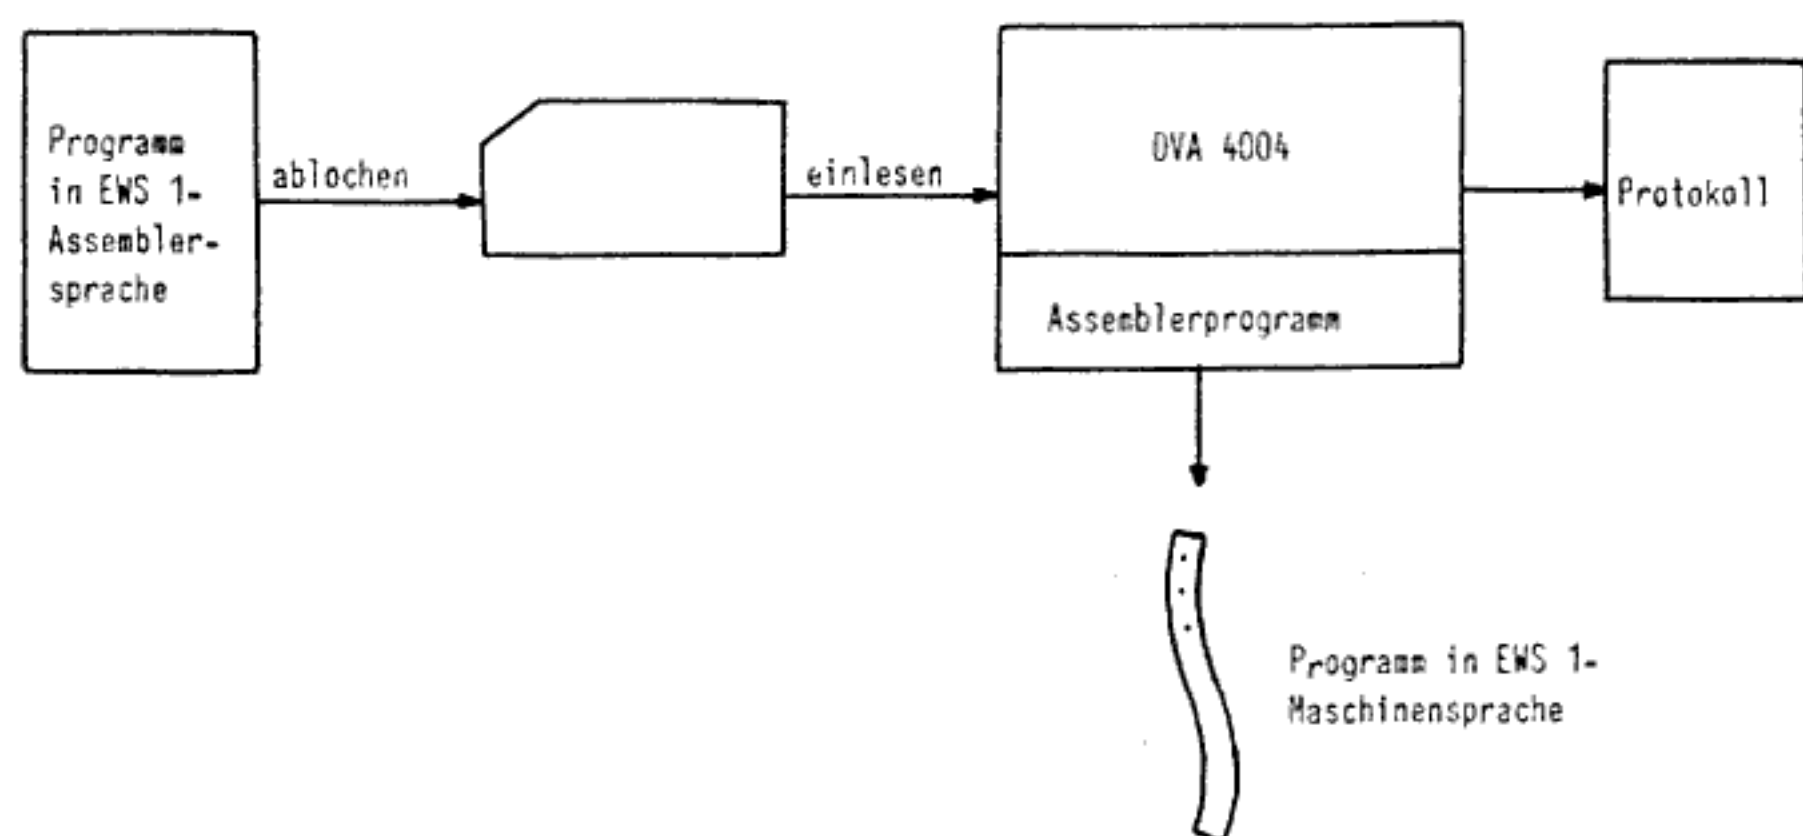 Programm
in EWS 1-
Assembler-
sprache
ablochen
einlesen
DVA 4004
Assemblerprogramm
Protokoll
Programm in EWS 1-
Maschinensprache